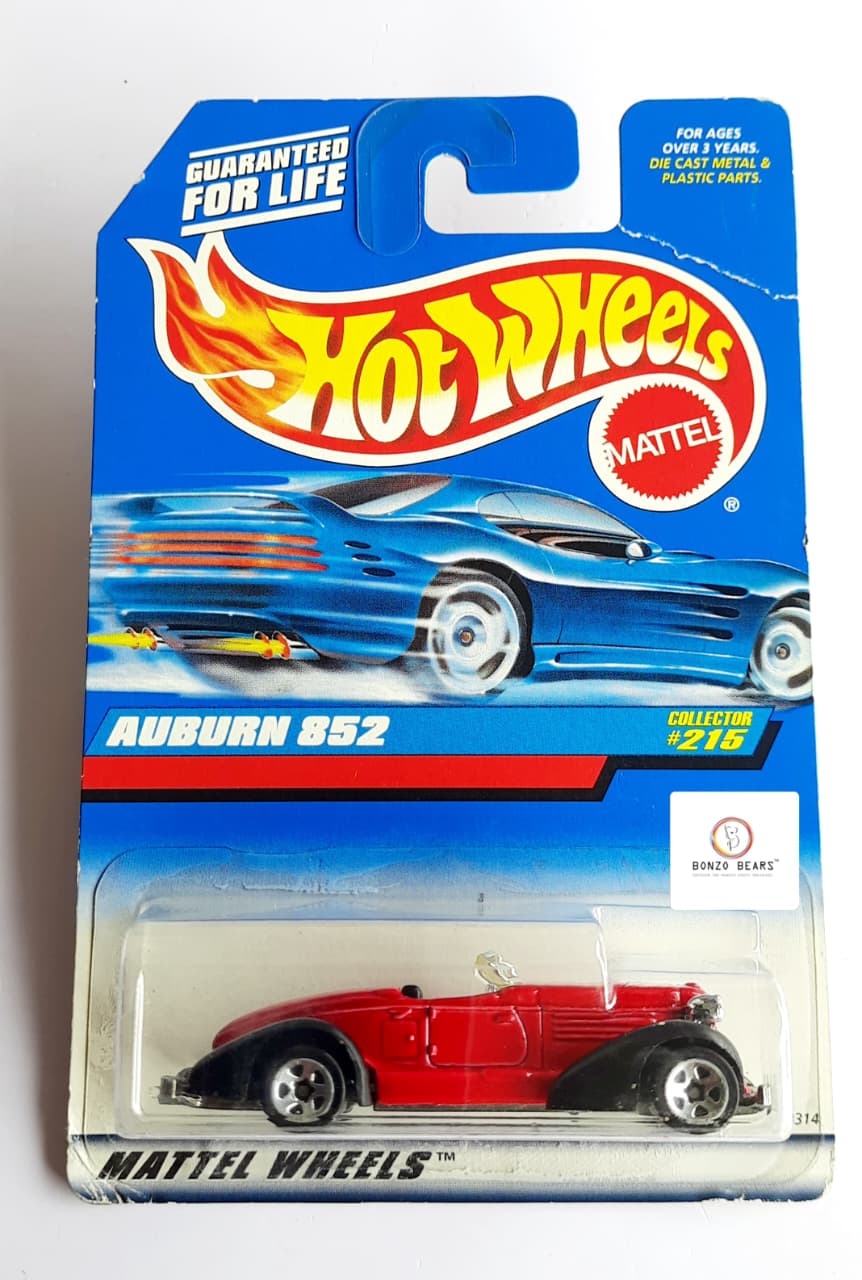 GUARANTEED
FOR LIFE
FOR AGES
OVER 3 YEARS.
DIE CAST METAL &
PLASTIC PARTS.
HOT WHEELS
MATTEL
®
AUBURN 852
COLLECTOR
#215
BONZO BEARS™
314
MATTEL WHEELS™